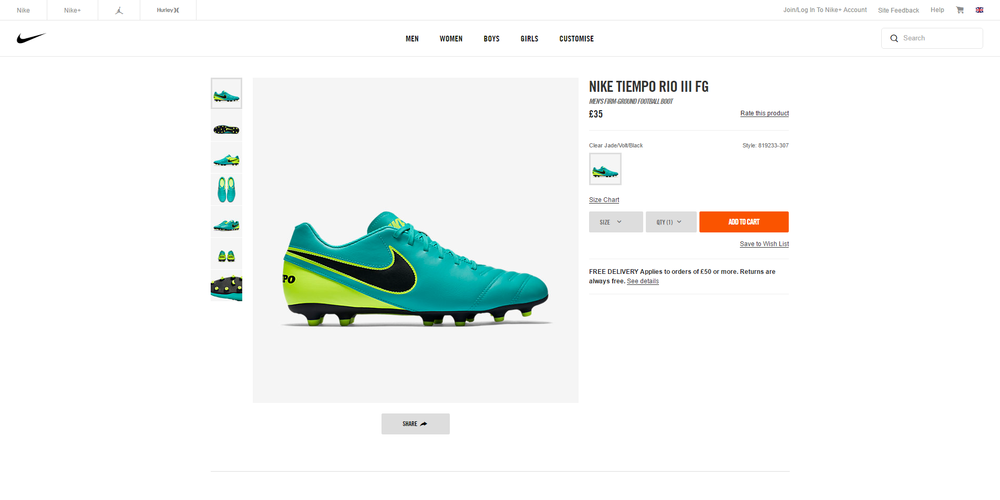 Nike
Nike+
Hurley
Join/Log In To Nike+ Account
Site Feedback
Help
MEN
WOMEN
BOYS
GIRLS
CUSTOMISE
Search
NIKE TIEMPO RIO III FG
MEN'S FIRM-GROUND FOOTBALL BOOT
£35
Rate this product
Clear Jade/Volt/Black
Style: 819233-307
Size Chart
SIZE
QTY (1)
ADD TO CART
Save to Wish List
FREE DELIVERY Applies to orders of £50 or more. Returns are
always free. See details
PO
SHARE